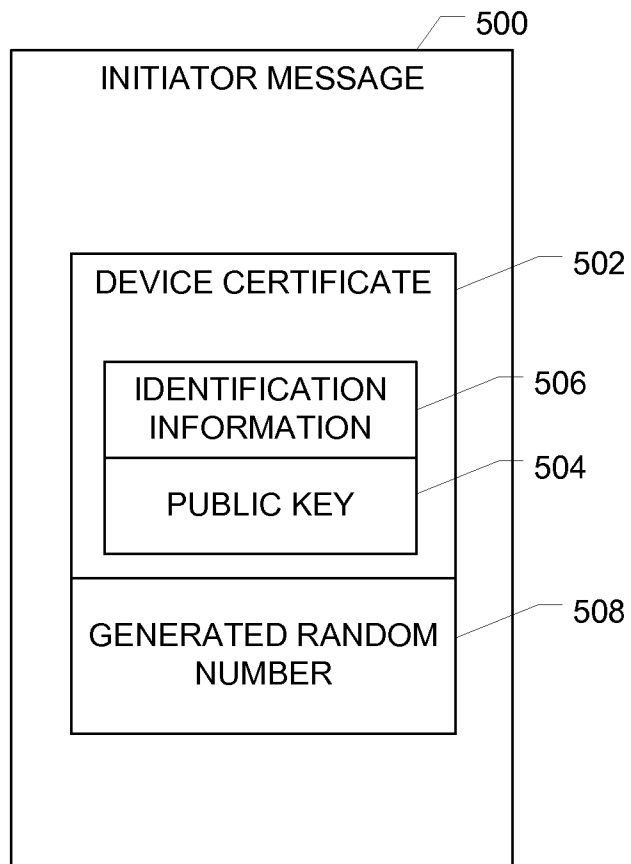 500
INITIATOR MESSAGE
502
DEVICE CERTIFICATE
506
IDENTIFICATION
INFORMATION
504
PUBLIC KEY
508
GENERATED RANDOM
NUMBER